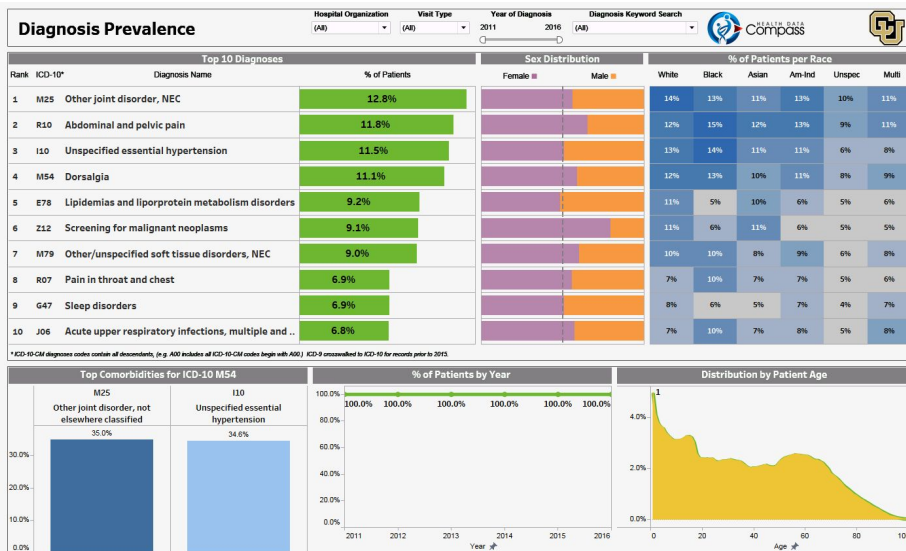 Diagnosis Prevalence
Hospital Organization Visit Type Year of Diagnosis Diagnosis Keyword Search
(All) (All) 2011 2016 (All)
HEALTH DATA
Compass
CU
Top 10 Diagnoses Sex Distribution % of Patients per Race
Rank ICD-10* Diagnosis Name % of Patients Female Male White Black Asian Am-Ind Unspec Multi
1 M25 Other joint disorder, NEC 12.8% 14% 13% 11% 13% 10% 11%
2 R10 Abdominal and pelvic pain 11.8% 12% 15% 12% 13% 9% 11%
3 I10 Unspecified essential hypertension 11.5% 13% 14% 11% 11% 6% 8%
4 M54 Dorsalgia 11.1% 12% 13% 10% 11% 8% 9%
5 E78 Lipidemias and liporprotein metabolism disorders 9.2% 11% 5% 10% 6% 5% 6%
6 Z12 Screening for malignant neoplasms 9.1% 11% 6% 11% 6% 5% 5%
7 M79 Other/unspecified soft tissue disorders, NEC 9.0% 10% 10% 8% 9% 6% 8%
8 R07 Pain in throat and chest 6.9% 7% 10% 7% 7% 5% 6%
9 G47 Sleep disorders 6.9% 8% 6% 5% 7% 4% 7%
10 J06 Acute upper respiratory infections, multiple and .. 6.8% 7% 10% 7% 8% 5% 8%
* ICD-10-CM diagnoses codes contain all descendants, (e.g. A00 includes all ICD-10-CM codes begin with A00.) ICD-9 crosswalked to ICD-10 for records prior to 2015.
Top Comorbidities for ICD-10 M54
M25 I10
Other joint disorder, not Unspecified essential
elsewhere classified hypertension
35.0% 34.6%
30.0%
20.0%
10.0%
0.0%
% of Patients by Year
100.0%
100.0% 100.0% 100.0% 100.0% 100.0% 100.0%
80.0%
60.0%
40.0%
20.0%
0.0%
2011 2012 2013 2014 2015 2016
Year
Distribution by Patient Age
1
4.0%
2.0%
0.0%
0 20 40 60 80
Age